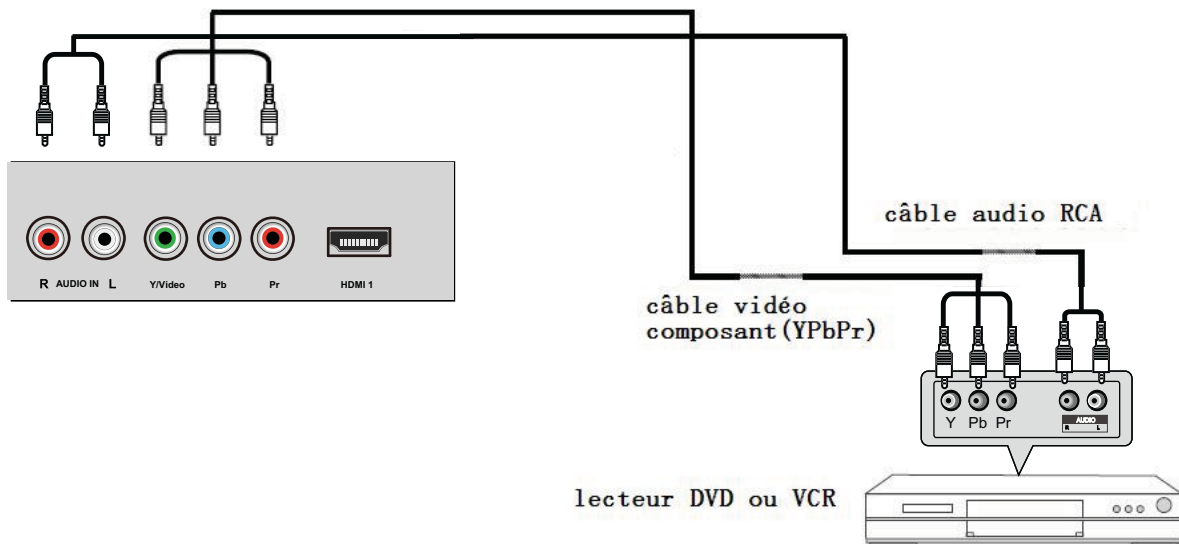 câble audio RCA
R AUDIO IN L Y/Video Pb Pr HDMI 1
câble vidéo
composant(YPbPr)
Y Pb Pr
AUDIO
R L
lecteur DVD ou VCR